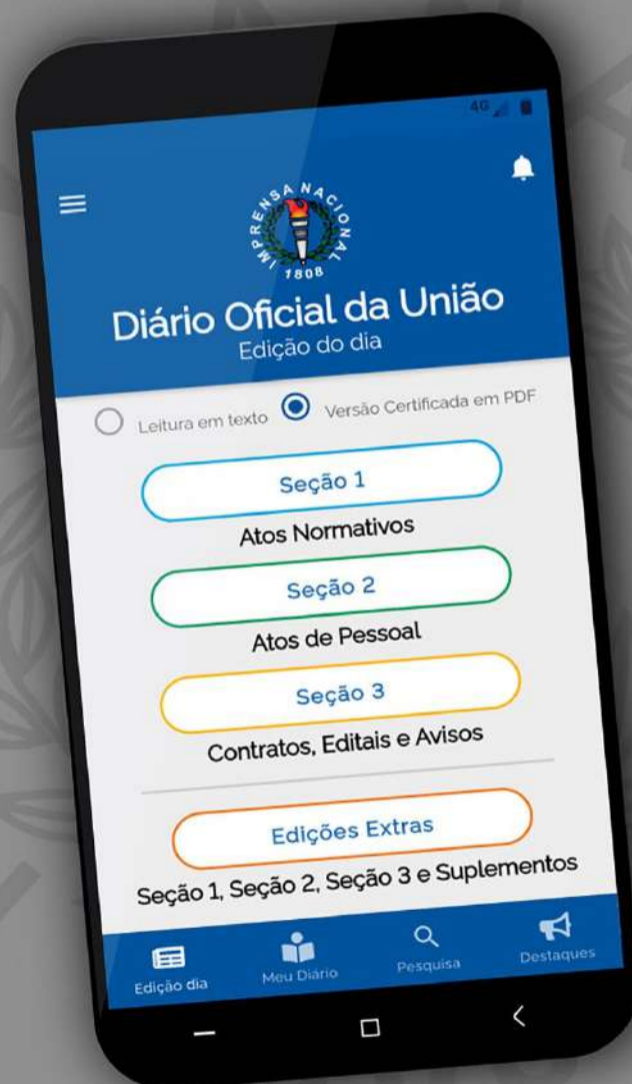 4G
IMPRENSA NACIONAL
1808
Diário Oficial da União
Edição do dia
Leitura em texto Versão Certificada em PDF
Seção 1
Atos Normativos
Seção 2
Atos de Pessoal
Seção 3
Contratos, Editais e Avisos
Edições Extras
Seção 1, Seção 2, Seção 3 e Suplementos
Edição dia Meu Diário Pesquisa Destaques